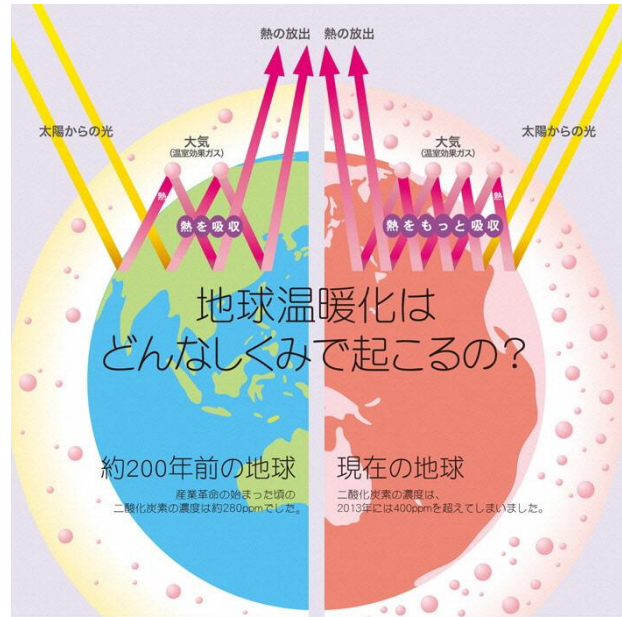 熱の放出
熱の放出
太陽からの光
大気
(温室効果ガス)
熱
熱を吸収
大気
(温室効果ガス)
太陽からの光
熱
熱をもっと吸収
地球温暖化は
どんなしくみで起こるの?
約200年前の地球
産業革命の始まった頃の
二酸化炭素の濃度は約280ppmでした。
現在の地球
二酸化炭素の濃度は、
2013年には400ppmを超えてしまいました。